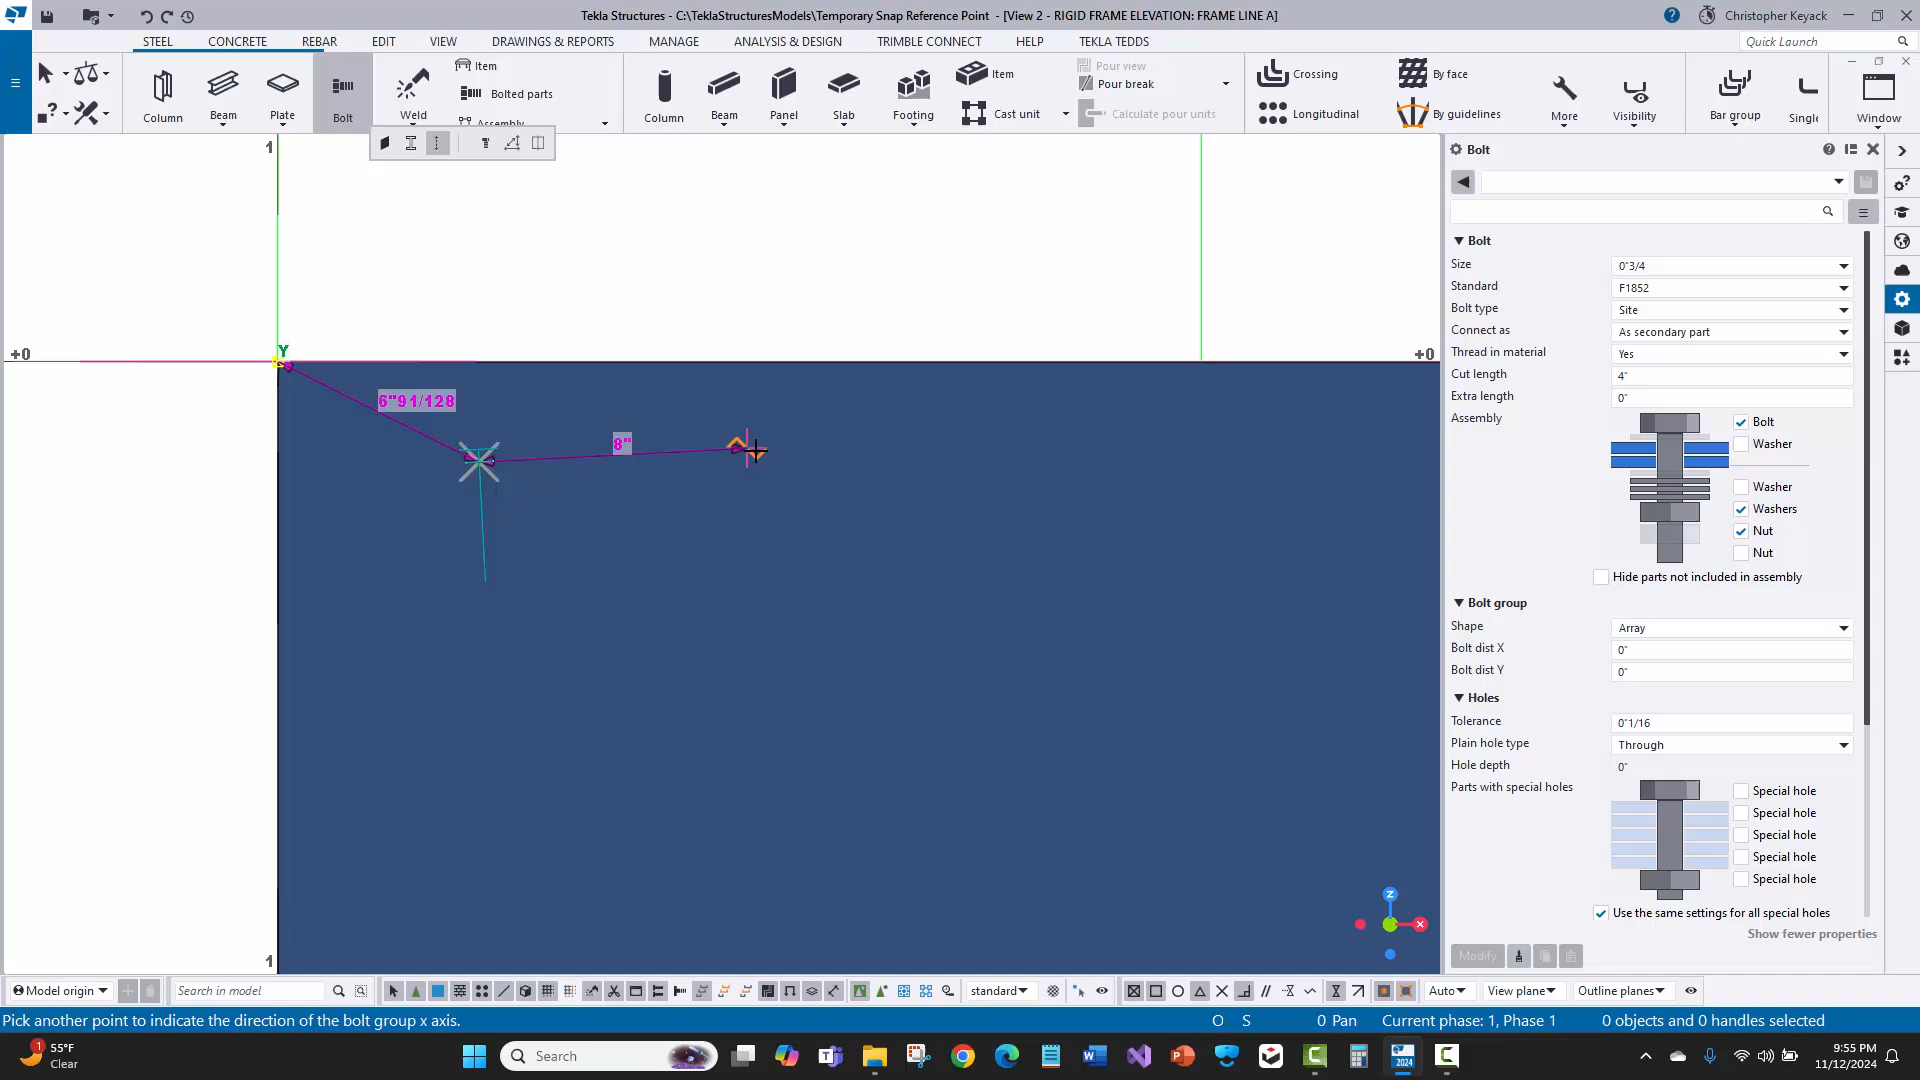 Tekla Structures - C:\TeklaStructuresModels\Temporary Snap Reference Point - [View 2 - RIGID FRAME ELEVATION: FRAME LINE A]
Christopher Keyack
STEEL CONCRETE REBAR EDIT VIEW DRAWINGS & REPORTS MANAGE ANALYSIS & DESIGN TRIMBLE CONNECT HELP TEKLA TEDDS
Quick Launch
Column Beam Plate Bolt Weld
Item
Bolted parts
Assembly
Column Beam Panel Slab Footing
Item
Cast unit
Pour view
Pour break
Calculate pour units
Crossing
Longitudinal
By face
By guidelines
More Visibility Bar group Single Window
1
+0
Y
+0
6"91/128
8"
1
Z
X
Bolt
Bolt
Size 0"3/4
Standard F1852
Bolt type Site
Connect as As secondary part
Thread in material Yes
Cut length 4"
Extra length 0"
Assembly
Bolt
Washer
Washer
Washers
Nut
Nut
Hide parts not included in assembly
Bolt group
Shape Array
Bolt dist X 0"
Bolt dist Y 0"
Holes
Tolerance 0"1/16
Plain hole type Through
Hole depth 0"
Parts with special holes
Special hole
Special hole
Special hole
Special hole
Special hole
Use the same settings for all special holes
Show fewer properties
Modify
Model origin
Search in model
standard
Auto
View plane
Outline planes
Pick another point to indicate the direction of the bolt group x axis.
O S 0 Pan Current phase: 1, Phase 1 0 objects and 0 handles selected
1
55°F
Clear
Search
2024
9:55 PM
11/12/2024